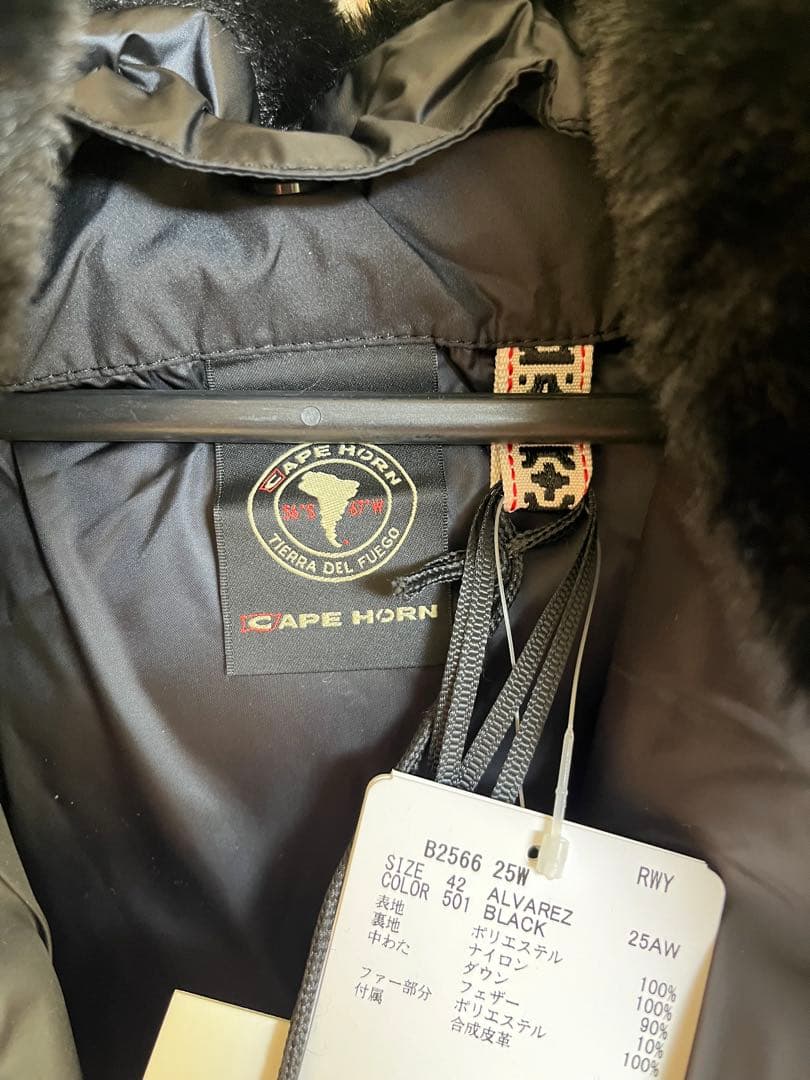 CAPE HORN
56°S 67°W
TIERRA DEL FUEGO
CAPE HORN
B2566 25W RWY
SIZE 42 ALVAREZ
COLOR 501 BLACK 25AW
表地 ポリエステル 100%
裏地 ナイロン 100%
中わた ダウン 90%
フェザー 10%
ファー部分 ポリエステル 100%
付属 合成皮革